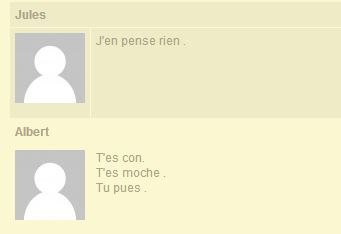 Jules
J'en pense rien .
Albert
T'es con.
T'es moche .
Tu pues .